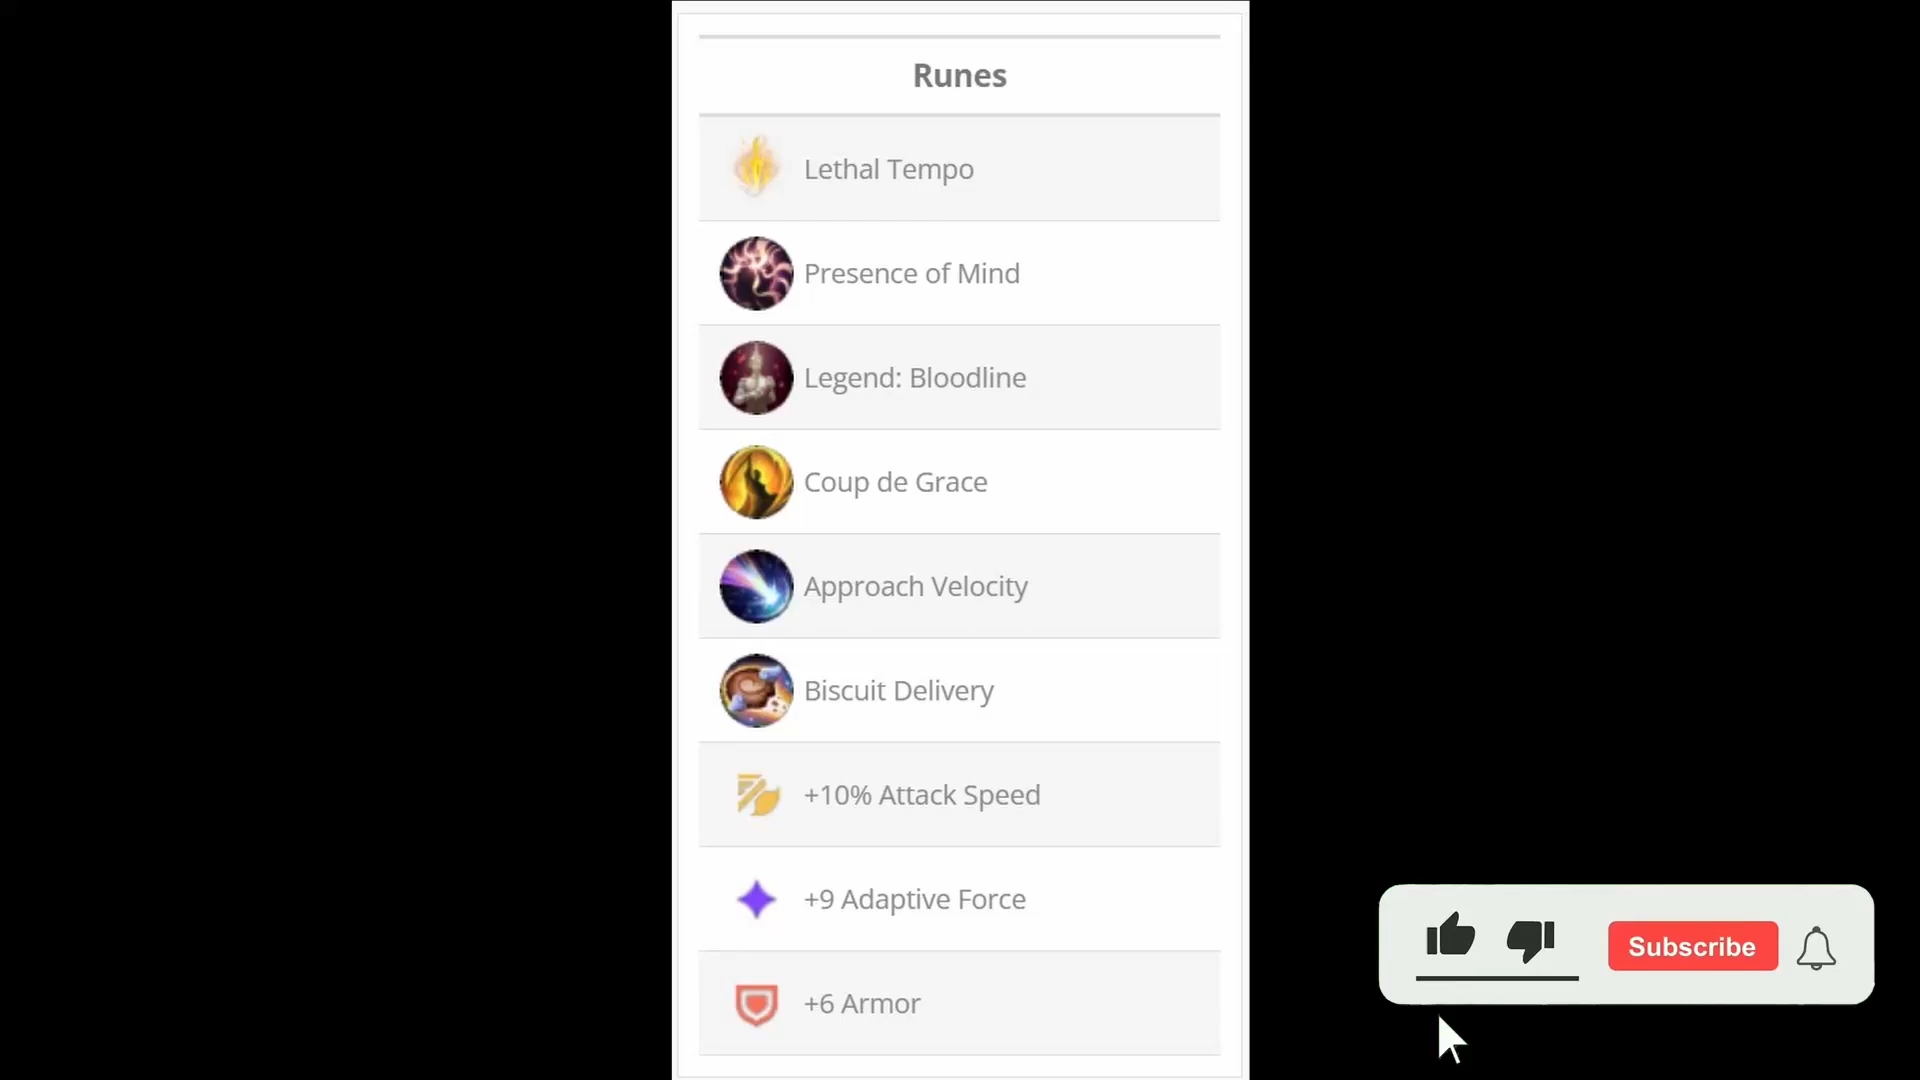 Runes
Lethal Tempo
Presence of Mind
Legend: Bloodline
Coup de Grace
Approach Velocity
Biscuit Delivery
+10% Attack Speed
+9 Adaptive Force
+6 Armor
Subscribe